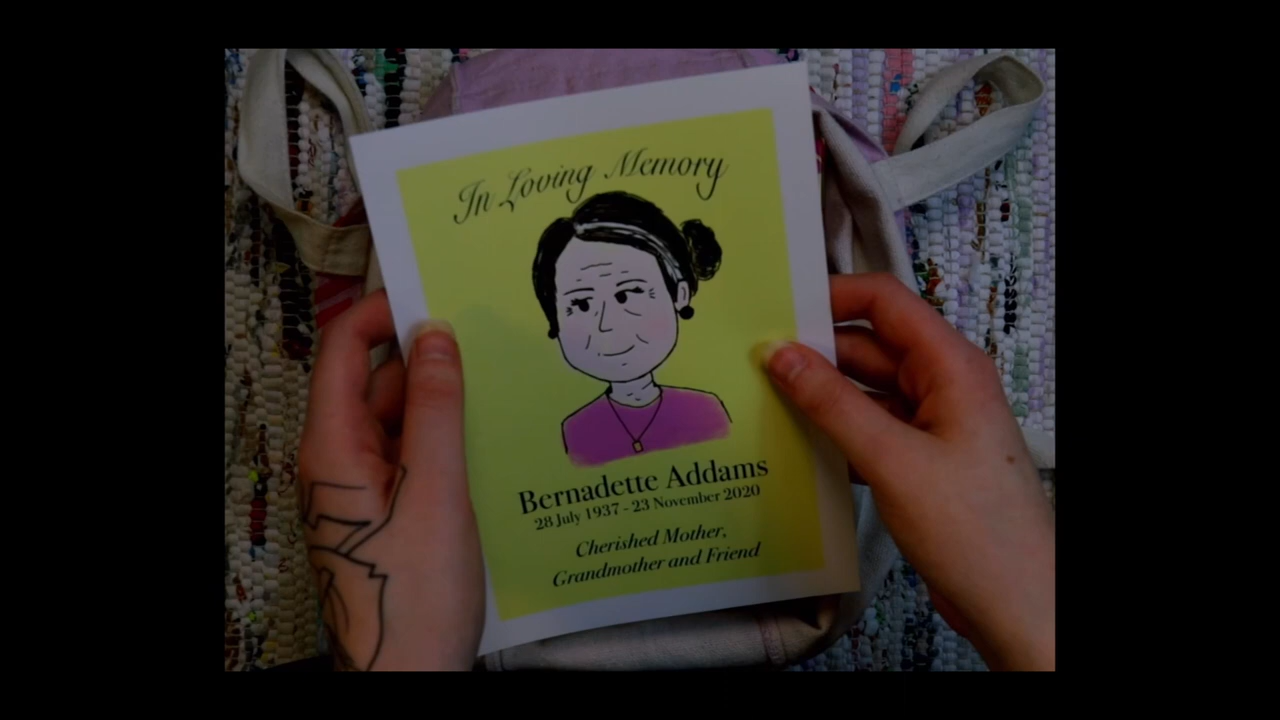 In Loving Memory
Bernadette Addams
28 July 1937 - 23 November 2020
Cherished Mother,
Grandmother and Friend